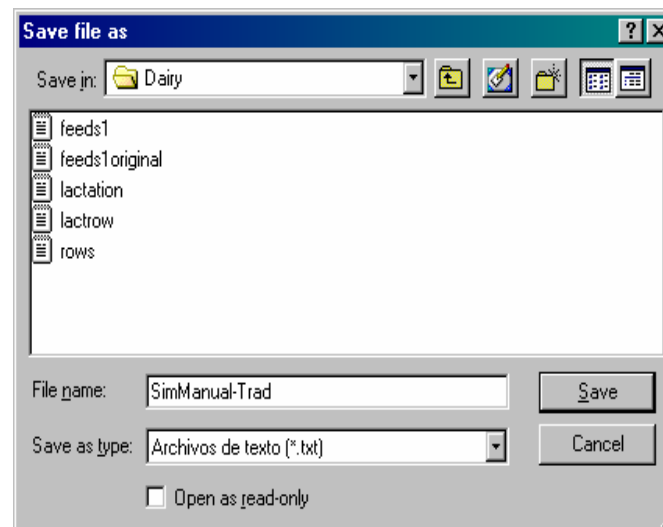 Save file as
Save in: Dairy
feeds1
feeds1original
lactation
lactrow
rows
File name: SimManual-Trad Save
Save as type: Archivos de texto (*.txt) Cancel
Open as read-only